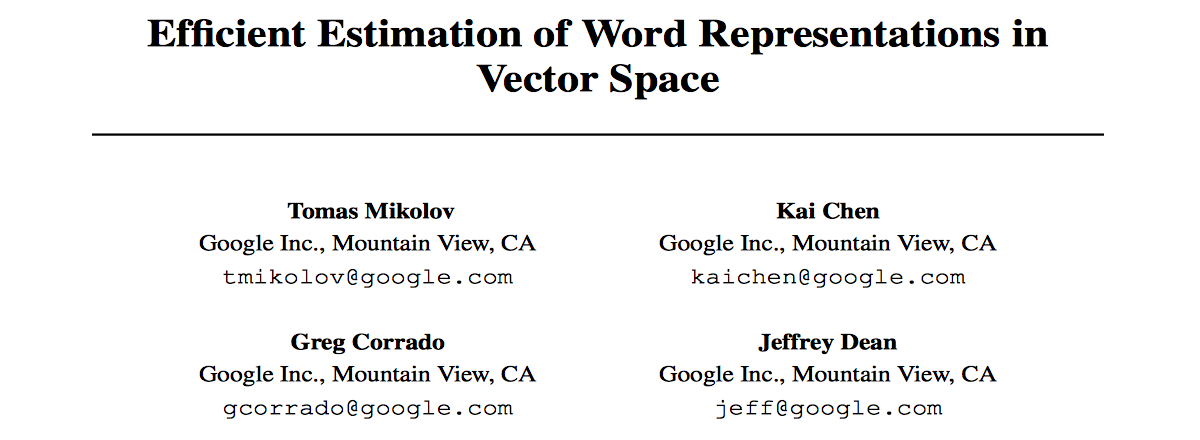 Efficient Estimation of Word Representations in
Vector Space
Tomas Mikolov
Google Inc., Mountain View, CA
tmikolov@google.com
Kai Chen
Google Inc., Mountain View, CA
kaichen@google.com
Greg Corrado
Google Inc., Mountain View, CA
gcorrado@google.com
Jeffrey Dean
Google Inc., Mountain View, CA
jeff@google.com